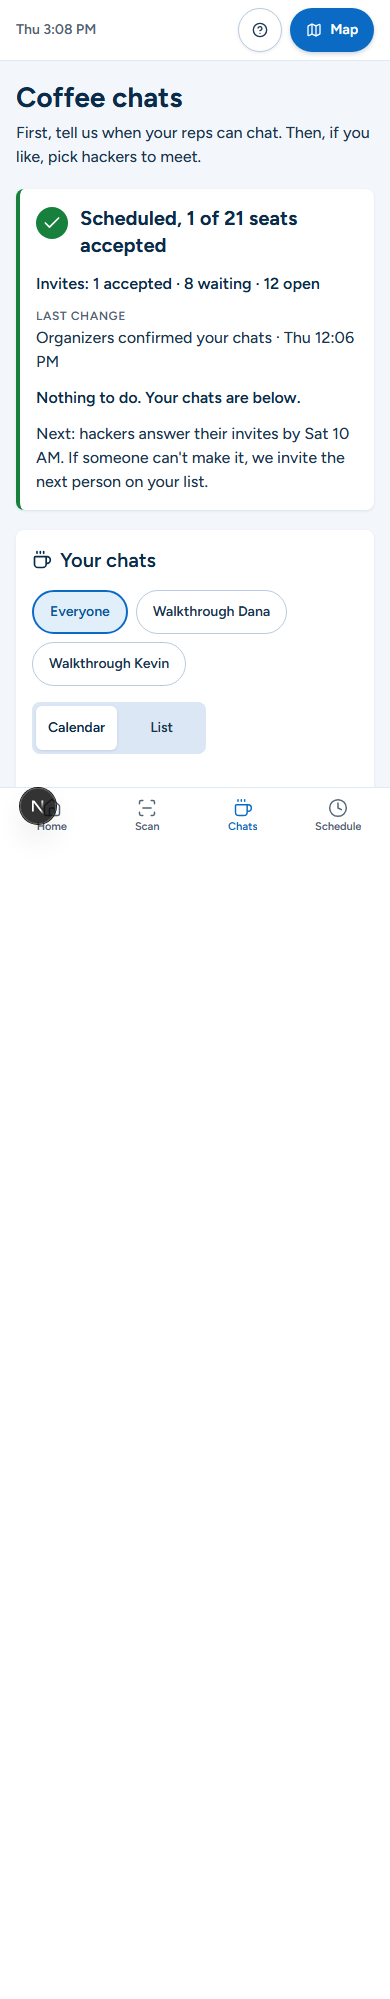 Thu 3:08 PM
Map
Coffee chats
First, tell us when your reps can chat. Then, if you
like, pick hackers to meet.
Scheduled, 1 of 21 seats
accepted
Invites: 1 accepted · 8 waiting · 12 open
LAST CHANGE
Organizers confirmed your chats · Thu 12:06
PM
Nothing to do. Your chats are below.
Next: hackers answer their invites by Sat 10
AM. If someone can't make it, we invite the
next person on your list.
Your chats
Everyone
Walkthrough Dana
Walkthrough Kevin
Calendar
List
N
Home
Scan
Chats
Schedule